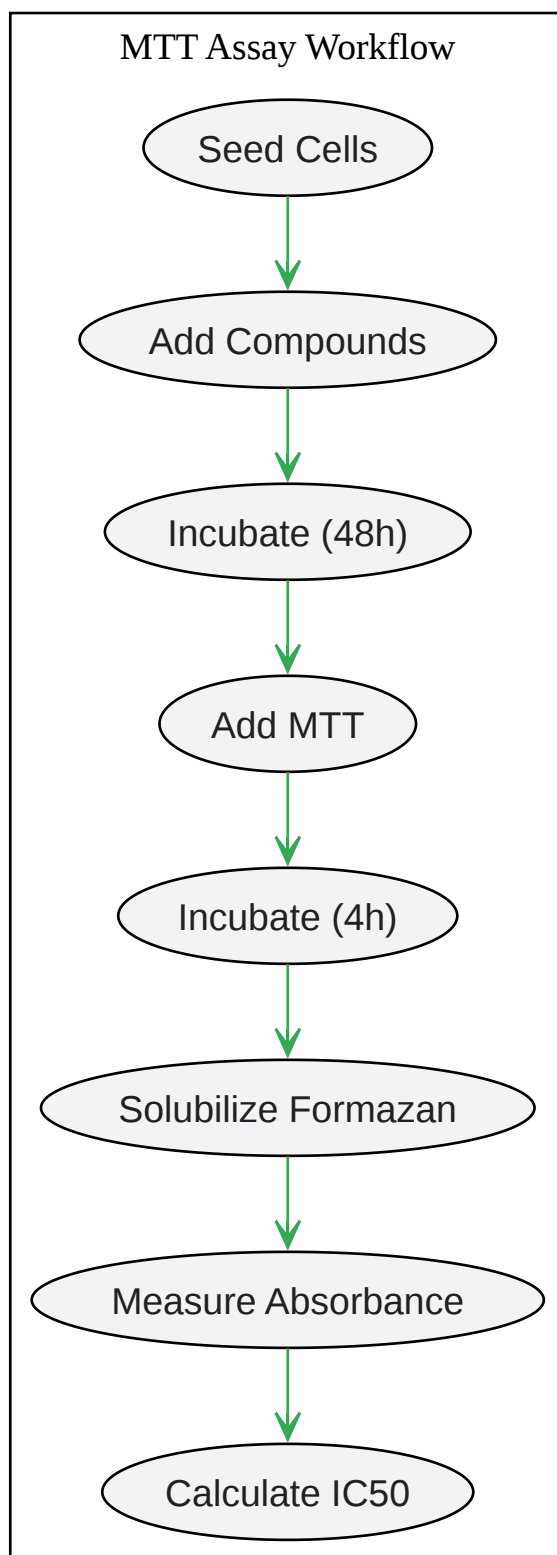 MTT Assay Workflow
Seed Cells
Add Compounds
Incubate (48h)
Add MTT
Incubate (4h)
Solubilize Formazan
Measure Absorbance
Calculate IC50